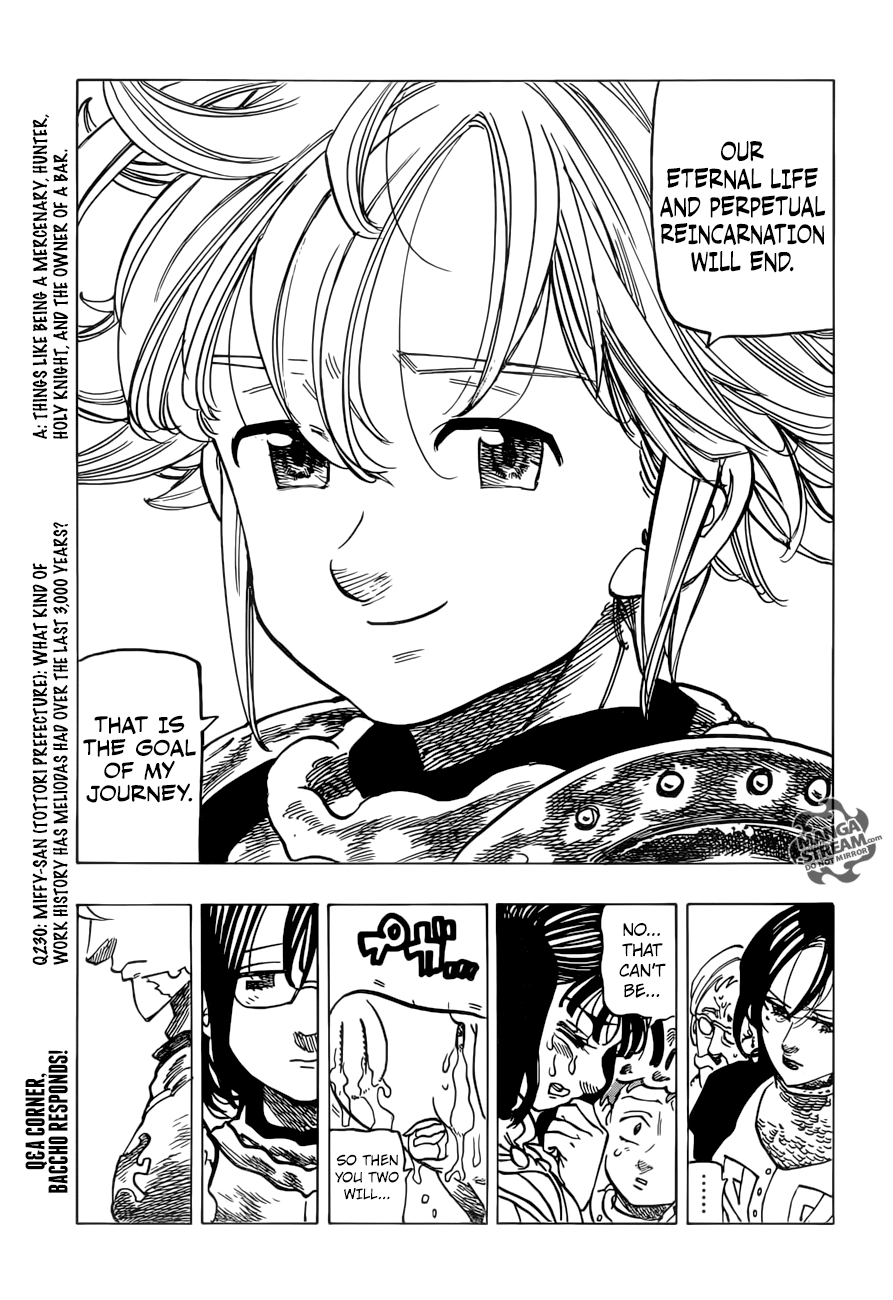 OUR
ETERNAL LIFE
AND PERPETUAL
REINCARNATION
WILL END.
THAT IS
THE GOAL
OF MY
JOURNEY.
MANGA
STREAM.com
DO NOT MIRROR
NO...
THAT
CAN'T
BE...
......
SO THEN
YOU TWO
WILL...
Q&A CORNER,
BACCHO RESPONDS!
Q230: MIFFY-SAN (TOTTORI PREFECTURE): WHAT KIND OF
WORK HISTORY HAS MELIODAS HAD OVER THE LAST 3,000 YEARS?
A: THINGS LIKE BEING A MERCENARY, HUNTER,
HOLY KNIGHT, AND THE OWNER OF A BAR.